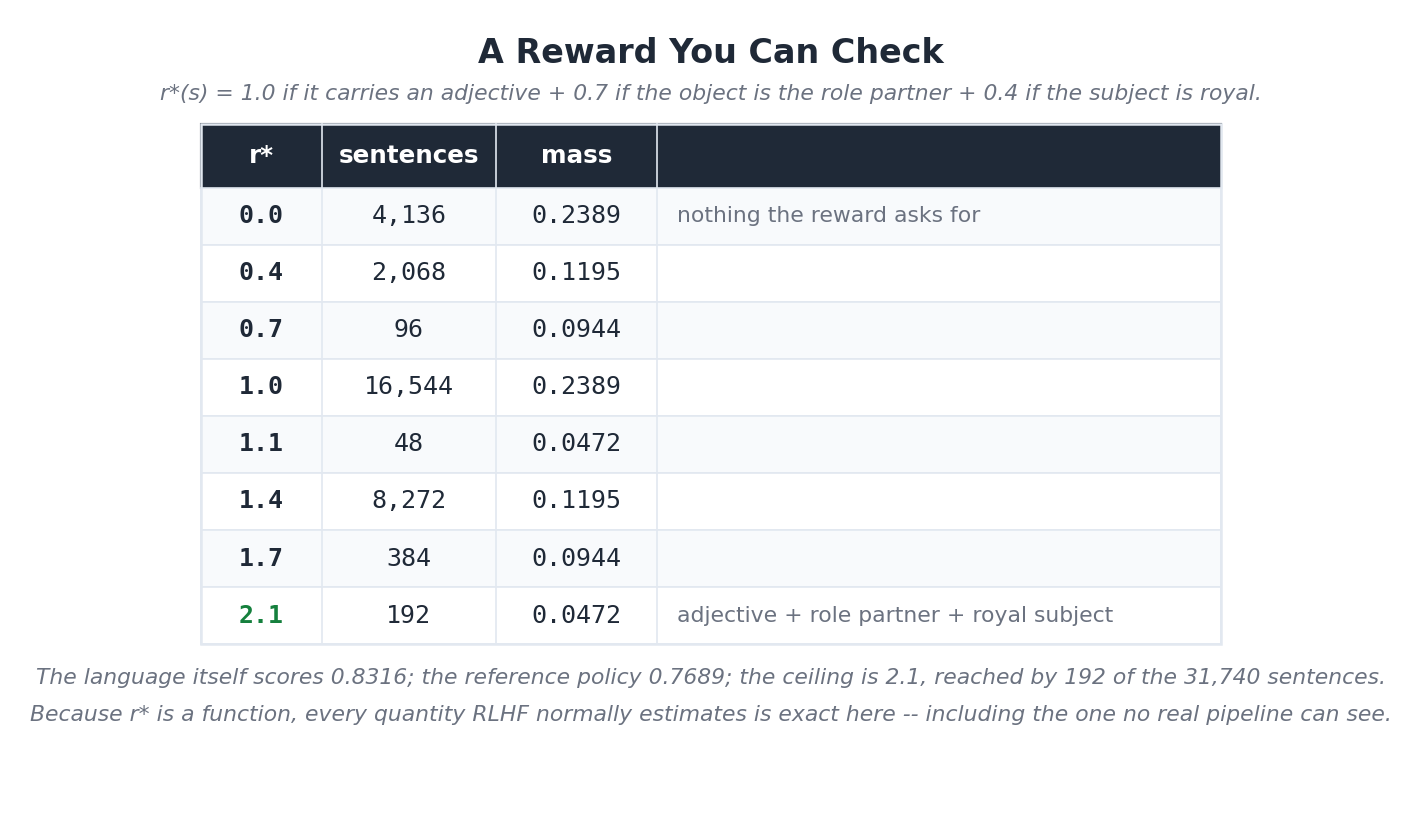 A Reward You Can Check
r*(s) = 1.0 if it carries an adjective + 0.7 if the object is the role partner + 0.4 if the subject is royal.
r* sentences mass
0.0 4,136 0.2389 nothing the reward asks for
0.4 2,068 0.1195
0.7 96 0.0944
1.0 16,544 0.2389
1.1 48 0.0472
1.4 8,272 0.1195
1.7 384 0.0944
2.1 192 0.0472 adjective + role partner + royal subject
The language itself scores 0.8316; the reference policy 0.7689; the ceiling is 2.1, reached by 192 of the 31,740 sentences.
Because r* is a function, every quantity RLHF normally estimates is exact here -- including the one no real pipeline can see.